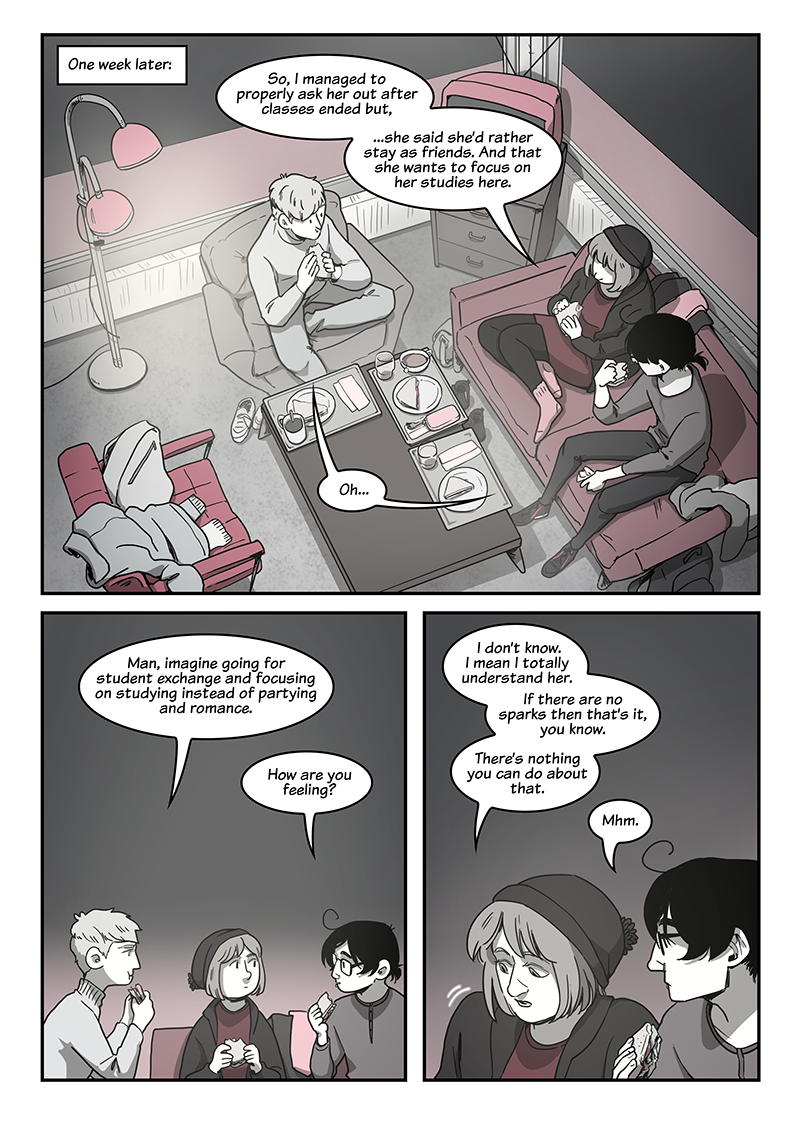 One week later:
So, I managed to
properly ask her out after
classes ended but,
...she said she'd rather
stay as friends. And that
she wants to focus on
her studies here.
Oh...
Man, imagine going for
student exchange and focusing
on studying instead of partying
and romance.
How are you
feeling?
I don't know.
I mean I totally
understand her.
If there are no
sparks then that's it,
you know.
There's nothing
you can do about
that.
Mhm.